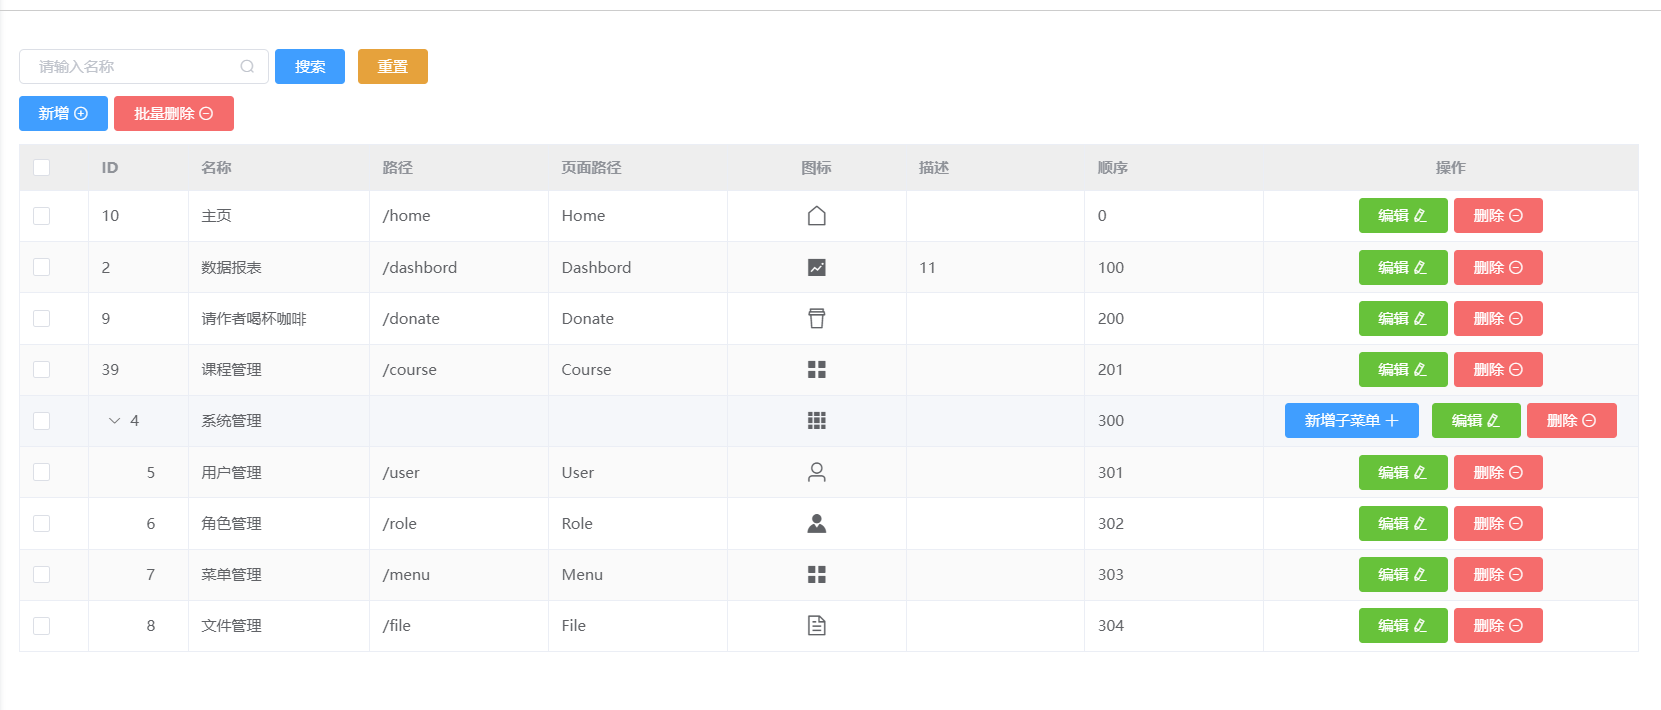 请输入名称 搜索 重置
新增 批量删除
ID 名称 路径 页面路径 图标 描述 顺序 操作
10 主页 /home Home 0 编辑 删除
2 数据报表 /dashbord Dashbord 11 100 编辑 删除
9 请作者喝杯咖啡 /donate Donate 200 编辑 删除
39 课程管理 /course Course 201 编辑 删除
4 系统管理 300 新增子菜单 编辑 删除
5 用户管理 /user User 301 编辑 删除
6 角色管理 /role Role 302 编辑 删除
7 菜单管理 /menu Menu 303 编辑 删除
8 文件管理 /file File 304 编辑 删除